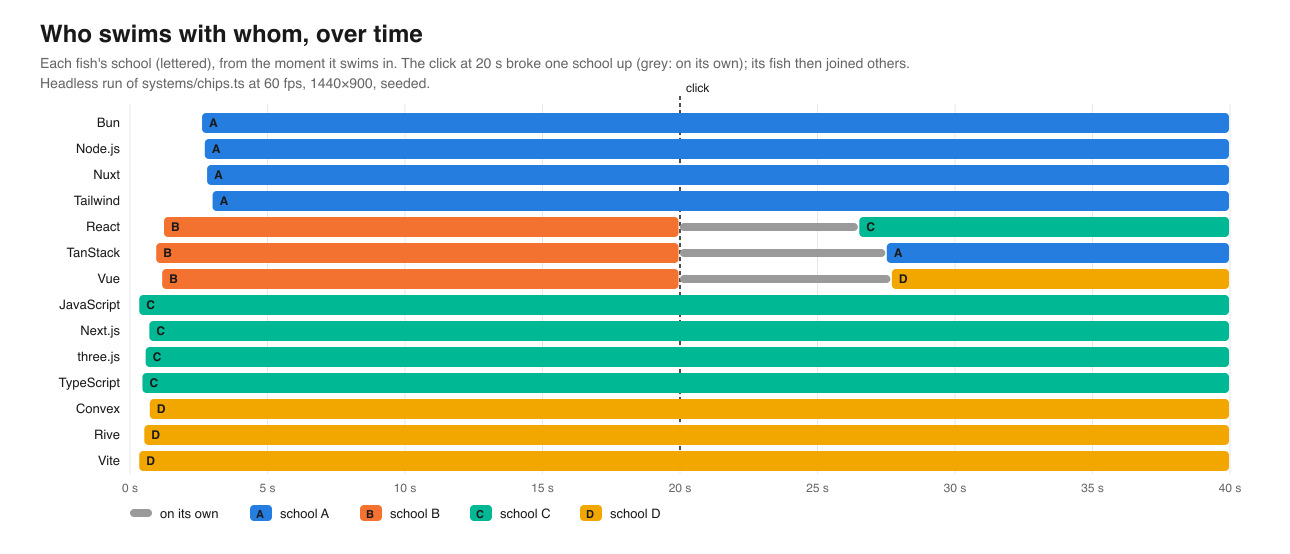 Who swims with whom, over time
Each fish's school (lettered), from the moment it swims in. The click at 20 s broke one school up (grey: on its own); its fish then joined others.
Headless run of systems/chips.ts at 60 fps, 1440×900, seeded.
click
Bun A
Node.js A
Nuxt A
Tailwind A
React B C
TanStack B A
Vue B D
JavaScript C
Next.js C
three.js C
TypeScript C
Convex D
Rive D
Vite D
0 s 5 s 10 s 15 s 20 s 25 s 30 s 35 s 40 s
on its own A school A B school B C school C D school D